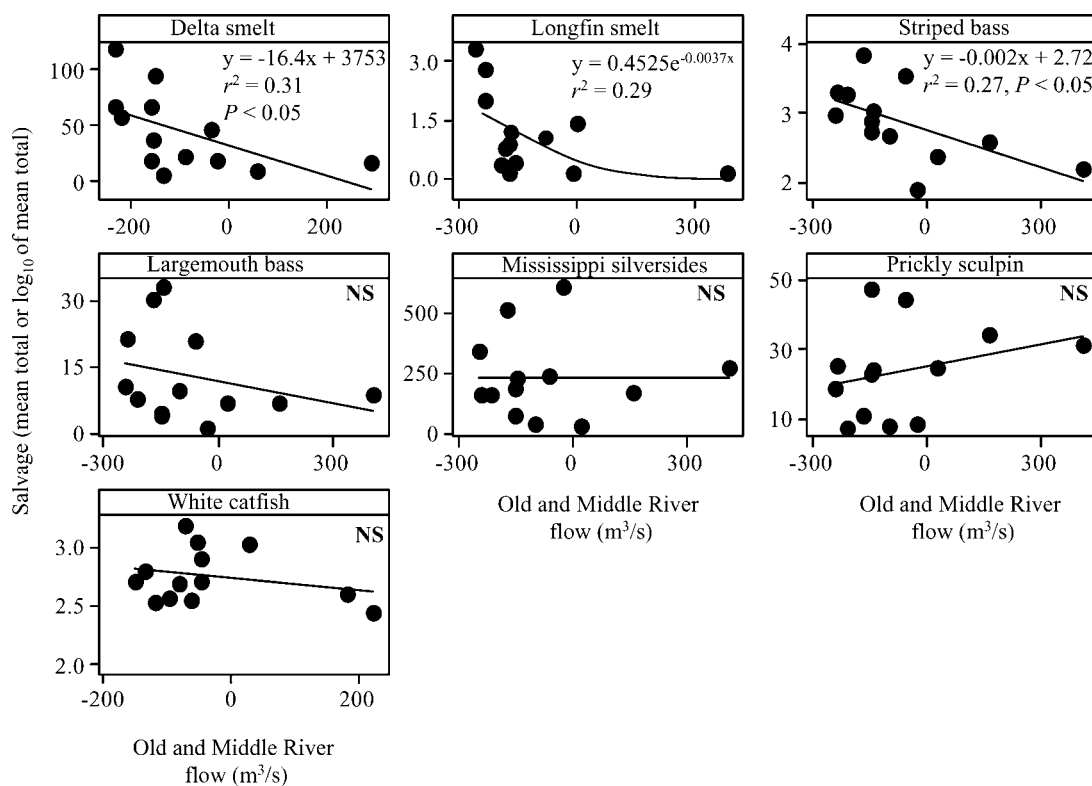 Salvage (mean total or log₁₀ of mean total)
Delta smelt
y = -16.4x + 3753
r² = 0.31
P < 0.05
100
50
0
-200 0 200
Longfin smelt
y = 0.4525e⁻⁰·⁰⁰³⁷ˣ
r² = 0.29
3.0
1.5
0.0
-300 0 300
Striped bass
y = -0.002x + 2.72
r² = 0.27, P < 0.05
4
3
2
-300 0 300
Largemouth bass
NS
30
15
0
-300 0 300
Mississippi silversides
NS
500
250
0
-300 0 300
Old and Middle River
flow (m³/s)
Prickly sculpin
NS
50
30
10
-300 0 300
Old and Middle River
flow (m³/s)
White catfish
NS
3.0
2.5
2.0
-200 0 200
Old and Middle River
flow (m³/s)